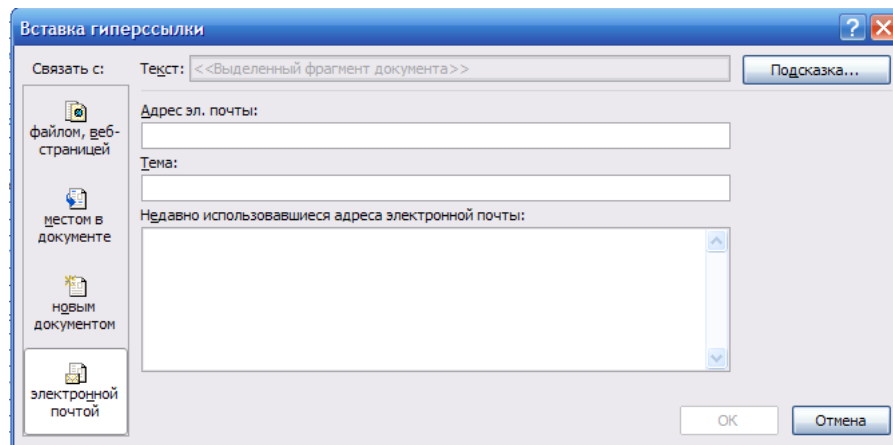 Вставка гиперссылки
Связать с:
Текст: <<Выделенный фрагмент документа>>
Подсказка...
файлом, веб-
страницей
местом в
документе
новым
документом
электронной
почтой
Адрес эл. почты:
Тема:
Недавно использовавшиеся адреса электронной почты:
ОК
Отмена